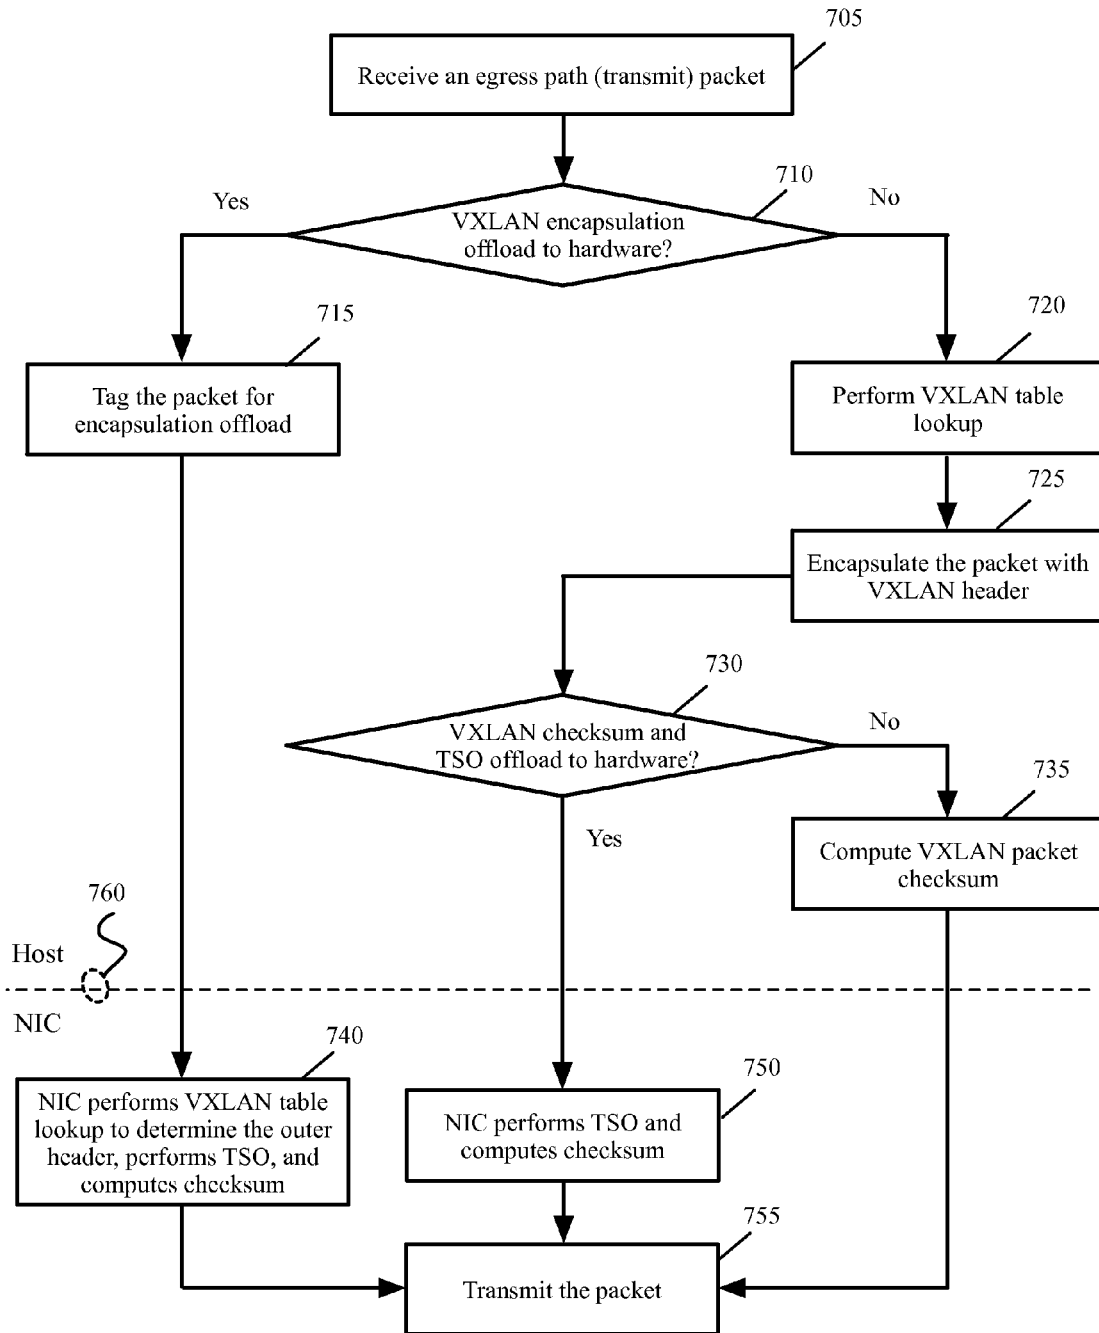 705
Receive an egress path (transmit) packet
710
Yes
No
VXLAN encapsulation
offload to hardware?
715
720
Tag the packet for
encapsulation offload
Perform VXLAN table
lookup
725
Encapsulate the packet with
VXLAN header
730
No
VXLAN checksum and
TSO offload to hardware?
735
Yes
Compute VXLAN packet
checksum
760
Host
NIC
740
750
NIC performs VXLAN table
lookup to determine the outer
header, performs TSO, and
computes checksum
NIC performs TSO and
computes checksum
755
Transmit the packet